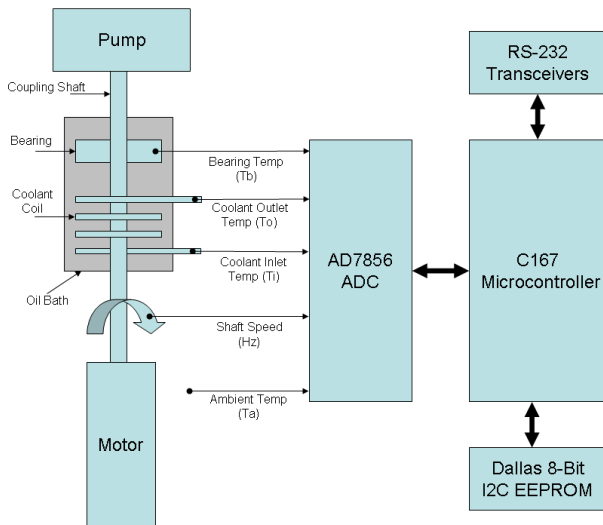 Pump
RS-232
Transceivers
Coupling Shaft
Bearing
Bearing Temp
(Tb)
Coolant
Coil
Coolant Outlet
Temp (To)
Coolant Inlet
Temp (Ti)
AD7856
ADC
C167
Microcontroller
Oil Bath
Shaft Speed
(Hz)
Ambient Temp
(Ta)
Motor
Dallas 8-Bit
I2C EEPROM